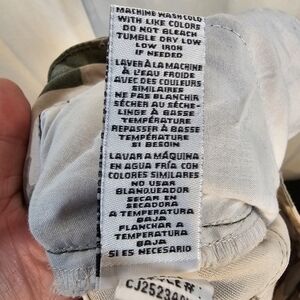 MACHINE WASH COLD
WITH LIKE COLORS
DO NOT BLEACH
TUMBLE DRY LOW
LOW IRON
IF NEEDED
LAVER À LA MACHINE
À L'EAU FROIDE
AVEC DES COULEURS
SIMILAIRES
NE PAS BLANCHIR
SÉCHER AU SÈCHE-
LINGE À BASSE
TEMPÉRATURE
REPASSER À BASSE
TEMPÉRATURE
SI BESOIN
LAVAR A MÁQUINA
EN AGUA FRÍA CON
COLORES SIMILARES
NO USAR
BLANQUEADOR
SECAR EN
SECADORA
A TEMPERATURA
BAJA
PLANCHAR A
TEMPERATURA
BAJA
SI ES NECESARIO